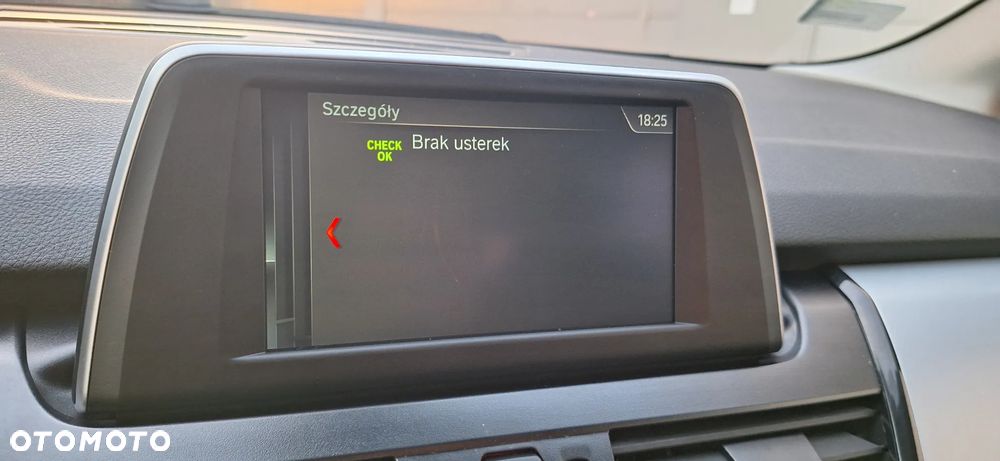 Szczegóły
18:25
CHECK
OK
Brak usterek
OTOMOTO